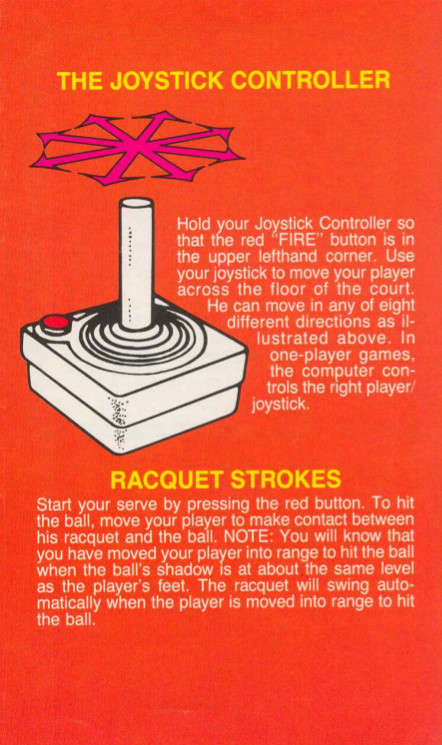 THE JOYSTICK CONTROLLER
Hold your Joystick Controller so
that the red "FIRE" button is in
the upper lefthand corner. Use
your joystick to move your player
across the floor of the court.
He can move in any of eight
different directions as il-
lustrated above. In
one-player games,
the computer con-
trols the right player/
joystick.
RACQUET STROKES
Start your serve by pressing the red button. To hit
the ball, move your player to make contact between
his racquet and the ball. NOTE: You will know that
you have moved your player into range to hit the ball
when the ball's shadow is at about the same level
as the player's feet. The racquet will swing auto-
matically when the player is moved into range to hit
the ball.